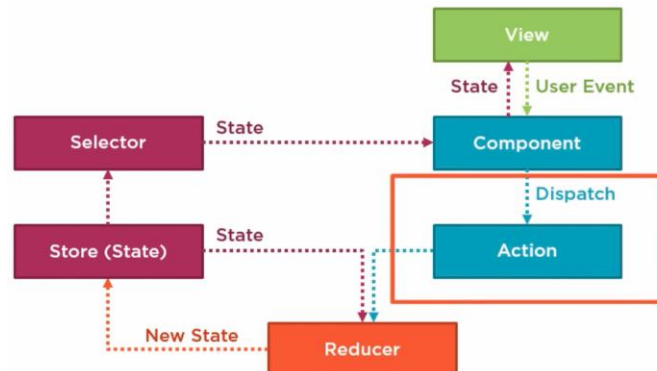 View
State
User Event
Selector
State
Component
Dispatch
Store (State)
State
Action
New State
Reducer